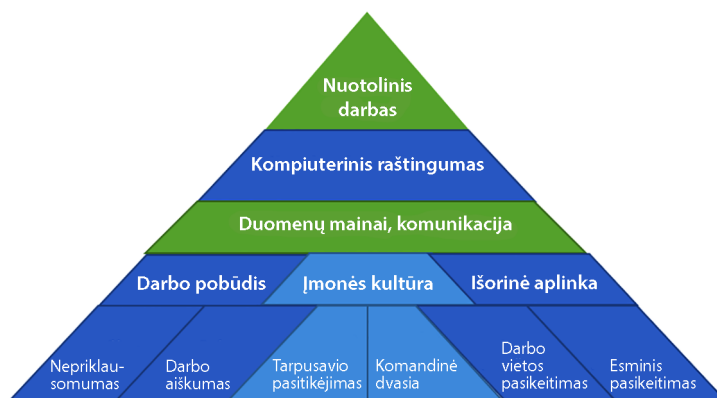 Nuotolinis
darbas
Kompiuterinis raštingumas
Duomenų mainai, komunikacija
Darbo pobūdis
Įmonės kultūra
Išorinė aplinka
Nepriklau-
somumas
Darbo
aiškumas
Tarpusavio
pasitikėjimas
Komandinė
dvasia
Darbo
vietos
pasikeitimas
Esminis
pasikeitimas